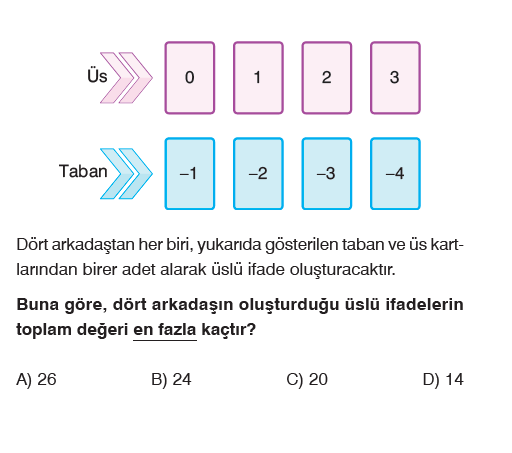 Üs 0 1 2 3
Taban –1 –2 –3 –4
Dört arkadaştan her biri, yukarıda gösterilen taban ve üs kart-
larından birer adet alarak üslü ifade oluşturacaktır.
Buna göre, dört arkadaşın oluşturduğu üslü ifadelerin
toplam değeri en fazla kaçtır?
A) 26 B) 24 C) 20 D) 14